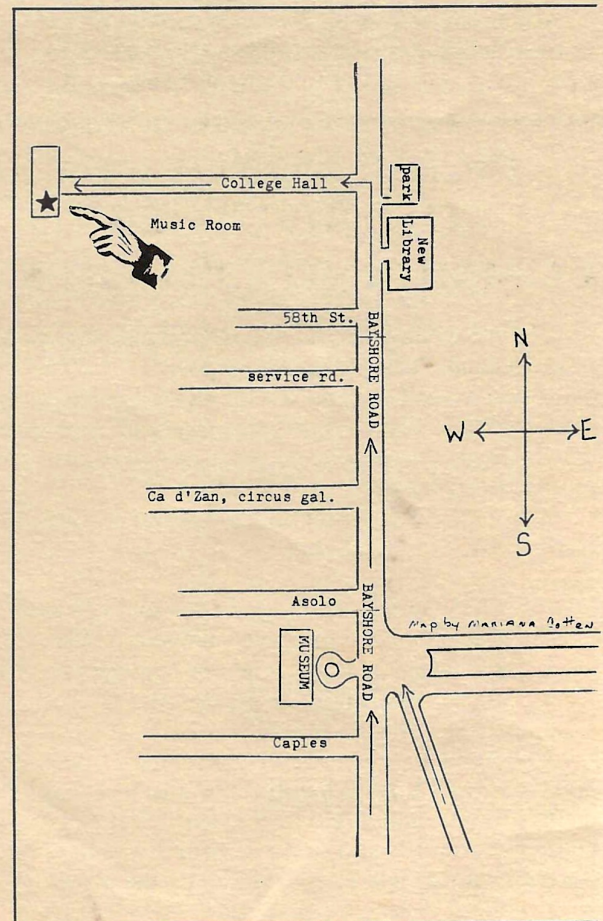 College Hall
park
Music Room
New
Library
58th St.
BAYSHORE ROAD
service rd.
N
W
E
S
Ca d'Zan, circus gal.
Asolo
BAYSHORE ROAD
Map by MARIANA
MUSEUM
Caples